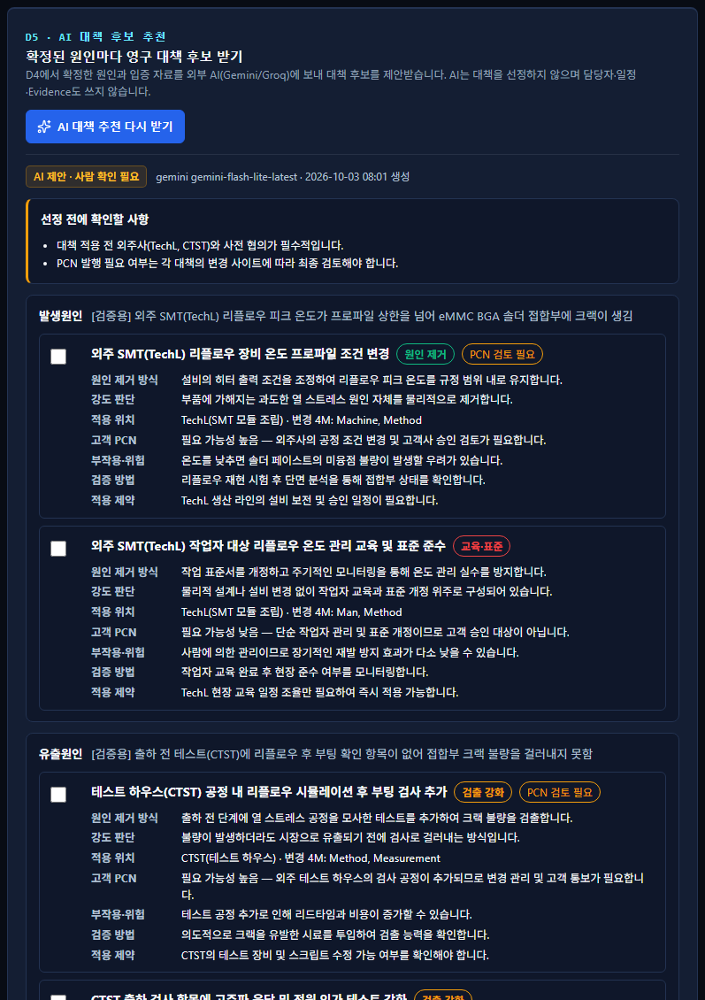 D5 · AI 대책 후보 추천
확정된 원인마다 영구 대책 후보 받기
D4에서 확정한 원인과 입증 자료를 외부 AI(Gemini/Groq)에 보내 대책 후보를 제안받습니다. AI는 대책을 선정하지 않으며 담당자·일정
·Evidence도 쓰지 않습니다.
AI 대책 추천 다시 받기
AI 제안 · 사람 확인 필요 gemini gemini-flash-lite-latest · 2026-10-03 08:01 생성
선정 전에 확인할 사항
• 대책 적용 전 외주사(TechL, CTST)와 사전 협의가 필수적입니다.
• PCN 발행 필요 여부는 각 대책의 변경 사이트에 따라 최종 검토해야 합니다.
발생원인 [검증용] 외주 SMT(TechL) 리플로우 피크 온도가 프로파일 상한을 넘어 eMMC BGA 솔더 접합부에 크랙이 생김
외주 SMT(TechL) 리플로우 장비 온도 프로파일 조건 변경 원인 제거 PCN 검토 필요
원인 제거 방식 설비의 히터 출력 조건을 조정하여 리플로우 피크 온도를 규정 범위 내로 유지합니다.
강도 판단 부품에 가해지는 과도한 열 스트레스 원인 자체를 물리적으로 제거합니다.
적용 위치 TechL(SMT 모듈 조립) · 변경 4M: Machine, Method
고객 PCN 필요 가능성 높음 — 외주사의 공정 조건 변경 및 고객사 승인 검토가 필요합니다.
부작용·위험 온도를 낮추면 솔더 페이스트의 미용점 불량이 발생할 우려가 있습니다.
검증 방법 리플로우 재현 시험 후 단면 분석을 통해 접합부 상태를 확인합니다.
적용 제약 TechL 생산 라인의 설비 보전 및 승인 일정이 필요합니다.
외주 SMT(TechL) 작업자 대상 리플로우 온도 관리 교육 및 표준 준수 교육·표준
원인 제거 방식 작업 표준서를 개정하고 주기적인 모니터링을 통해 온도 관리 실수를 방지합니다.
강도 판단 물리적 설계나 설비 변경 없이 작업자 교육과 표준 개정 위주로 구성되어 있습니다.
적용 위치 TechL(SMT 모듈 조립) · 변경 4M: Man, Method
고객 PCN 필요 가능성 낮음 — 단순 작업자 관리 및 표준 개정이므로 고객 승인 대상이 아닙니다.
부작용·위험 사람에 의한 관리이므로 장기적인 재발 방지 효과가 다소 낮을 수 있습니다.
검증 방법 작업자 교육 완료 후 현장 준수 여부를 모니터링합니다.
적용 제약 TechL 현장 교육 일정 조율만 필요하여 즉시 적용 가능합니다.
유출원인 [검증용] 출하 전 테스트(CTST)에 리플로우 후 부팅 확인 항목이 없어 접합부 크랙 불량을 걸러내지 못함
테스트 하우스(CTST) 공정 내 리플로우 시뮬레이션 후 부팅 검사 추가 검출 강화 PCN 검토 필요
원인 제거 방식 출하 전 단계에 열 스트레스 공정을 모사한 테스트를 추가하여 크랙 불량을 검출합니다.
강도 판단 불량이 발생하더라도 시장으로 유출되기 전에 검사로 걸러내는 방식입니다.
적용 위치 CTST(테스트 하우스) · 변경 4M: Method, Measurement
고객 PCN 필요 가능성 높음 — 외주 테스트 하우스의 검사 공정이 추가되므로 변경 관리 및 고객 통보가 필요합니
다.
부작용·위험 테스트 공정 추가로 인해 리드타임과 비용이 증가할 수 있습니다.
검증 방법 의도적으로 크랙을 유발한 시료를 투입하여 검출 능력을 확인합니다.
적용 제약 CTST의 테스트 장비 및 스크립트 수정 가능 여부를 확인해야 합니다.
CTST 출하 검사 항목에 고주파 응답 및 전원 인가 테스트 강화 검출 강화